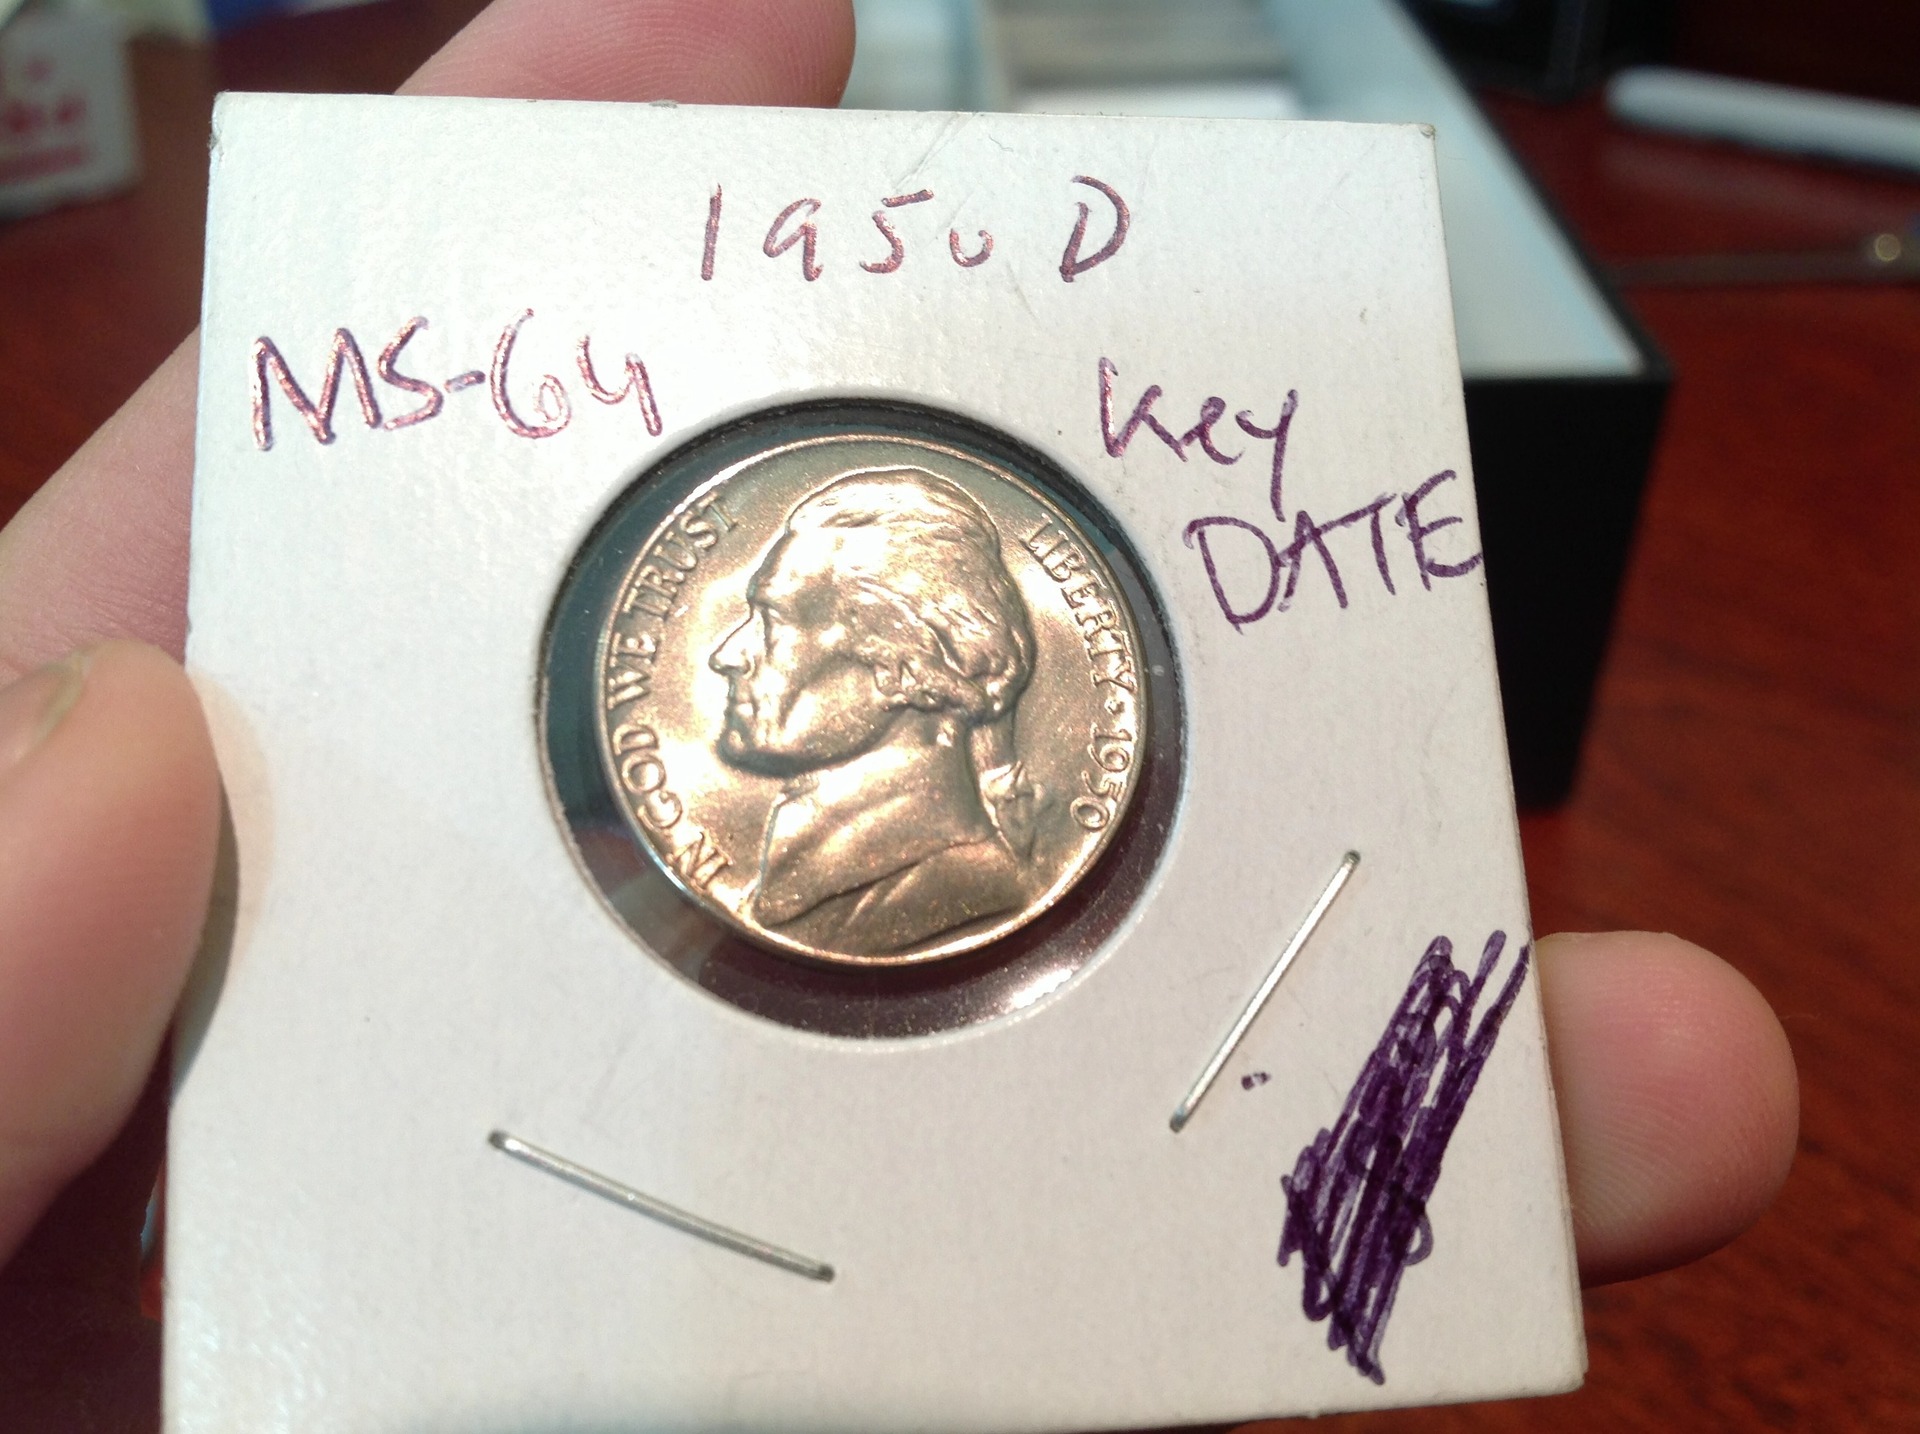 1950 D
MS-64
Key
DATE
IN GOD WE TRUST
LIBERTY · 1950